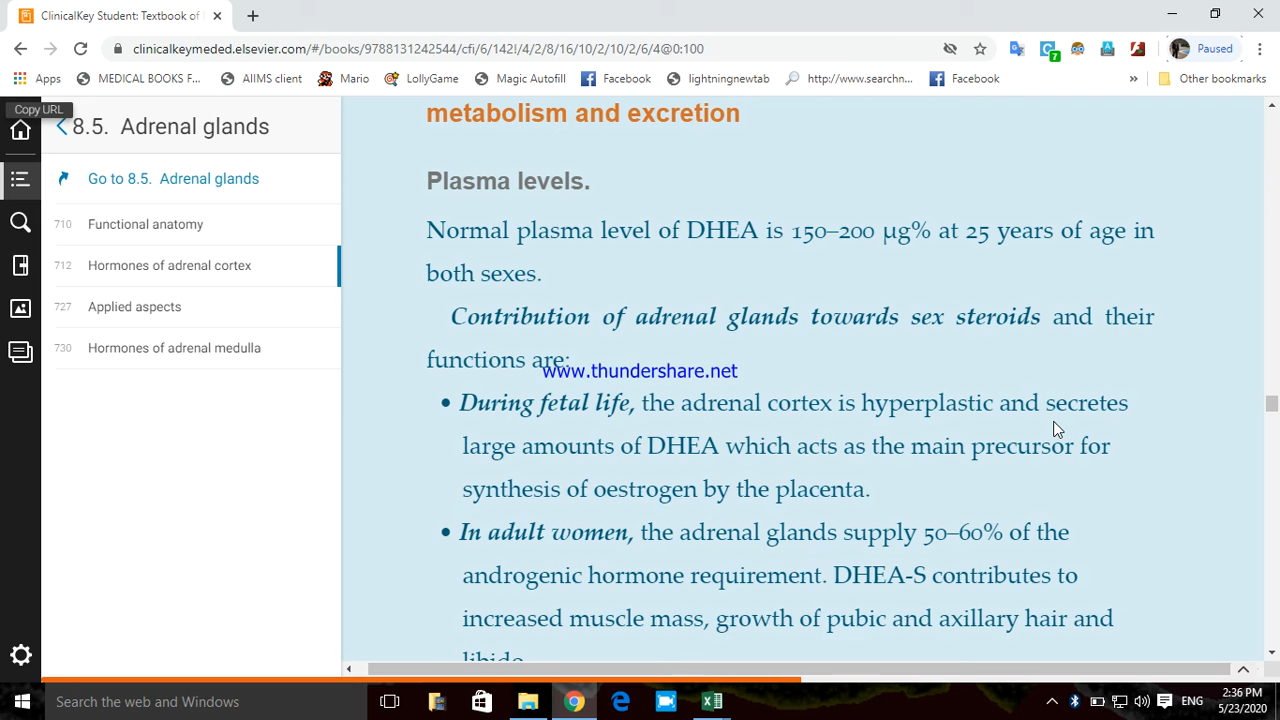 ClinicalKey Student: Textbook of
clinicalkeymeded.elsevier.com/#/books/9788131242544/cfi/6/142!/4/2/8/16/10/2/10/2/6/4@0:100
7
Paused
Apps
MEDICAL BOOKS F...
AIIMS client
Mario
LollyGame
Magic Autofill
Facebook
lightningnewtab
http://www.searchn...
Facebook
»
Other bookmarks
Copy URL
8.5. Adrenal glands
Go to 8.5. Adrenal glands
710 Functional anatomy
712 Hormones of adrenal cortex
727 Applied aspects
730 Hormones of adrenal medulla
metabolism and excretion
Plasma levels.
Normal plasma level of DHEA is 150–200 μg% at 25 years of age in
both sexes.
Contribution of adrenal glands towards sex steroids and their
functions are:
www.thundershare.net
• During fetal life, the adrenal cortex is hyperplastic and secretes
large amounts of DHEA which acts as the main precursor for
synthesis of oestrogen by the placenta.
• In adult women, the adrenal glands supply 50–60% of the
androgenic hormone requirement. DHEA-S contributes to
increased muscle mass, growth of pubic and axillary hair and
libido.
Search the web and Windows
ENG
2:36 PM
5/23/2020